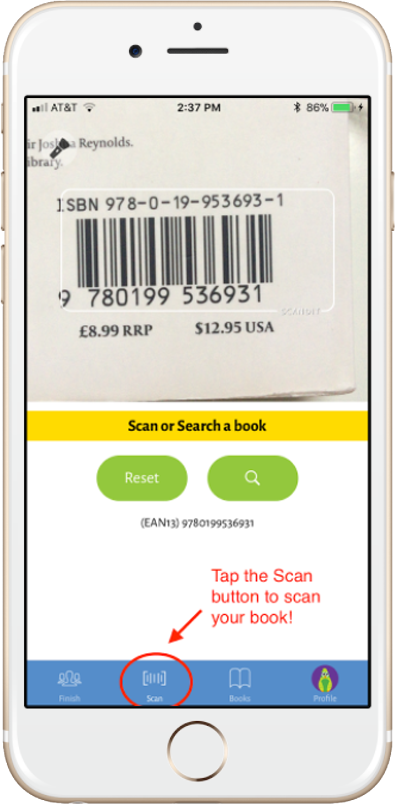 AT&T 2:37 PM 86%
ir Joshua Reynolds.
ibrary.
ISBN 978-0-19-953693-1
9 780199 536931
SCANDIT
£8.99 RRP $12.95 USA
Scan or Search a book
Reset
(EAN13) 9780199536931
Tap the Scan
button to scan
your book!
Finish Scan Books Profile